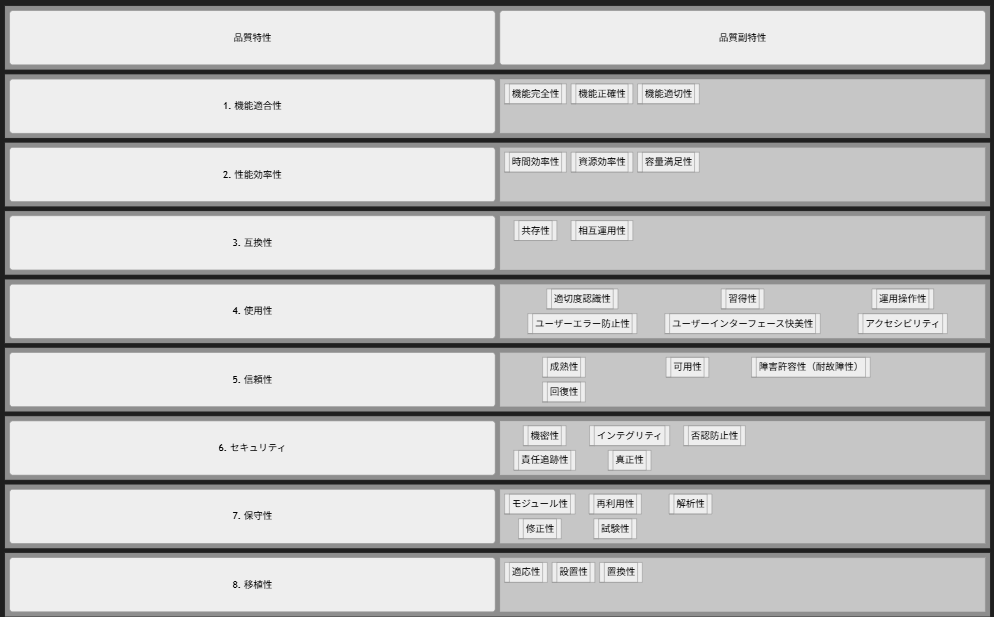 品質特性 品質副特性
1. 機能適合性 機能完全性 機能正確性 機能適切性
2. 性能効率性 時間効率性 資源効率性 容量満足性
3. 互換性 共存性 相互運用性
4. 使用性 適切度認識性 習得性 運用操作性
ユーザーエラー防止性 ユーザーインターフェース快美性 アクセシビリティ
5. 信頼性 成熟性 可用性 障害許容性（耐故障性）
回復性
6. セキュリティ 機密性 インテグリティ 否認防止性
責任追跡性 真正性
7. 保守性 モジュール性 再利用性 解析性
修正性 試験性
8. 移植性 適応性 設置性 置換性